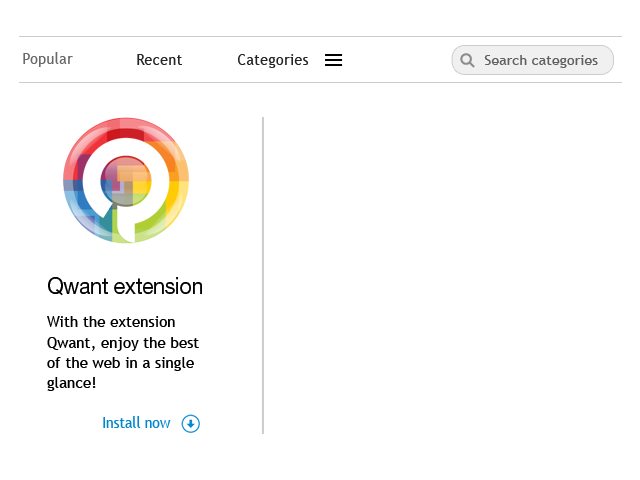 Popular Recent Categories Search categories
Qwant extension
With the extension
Qwant, enjoy the best
of the web in a single
glance!
Install now